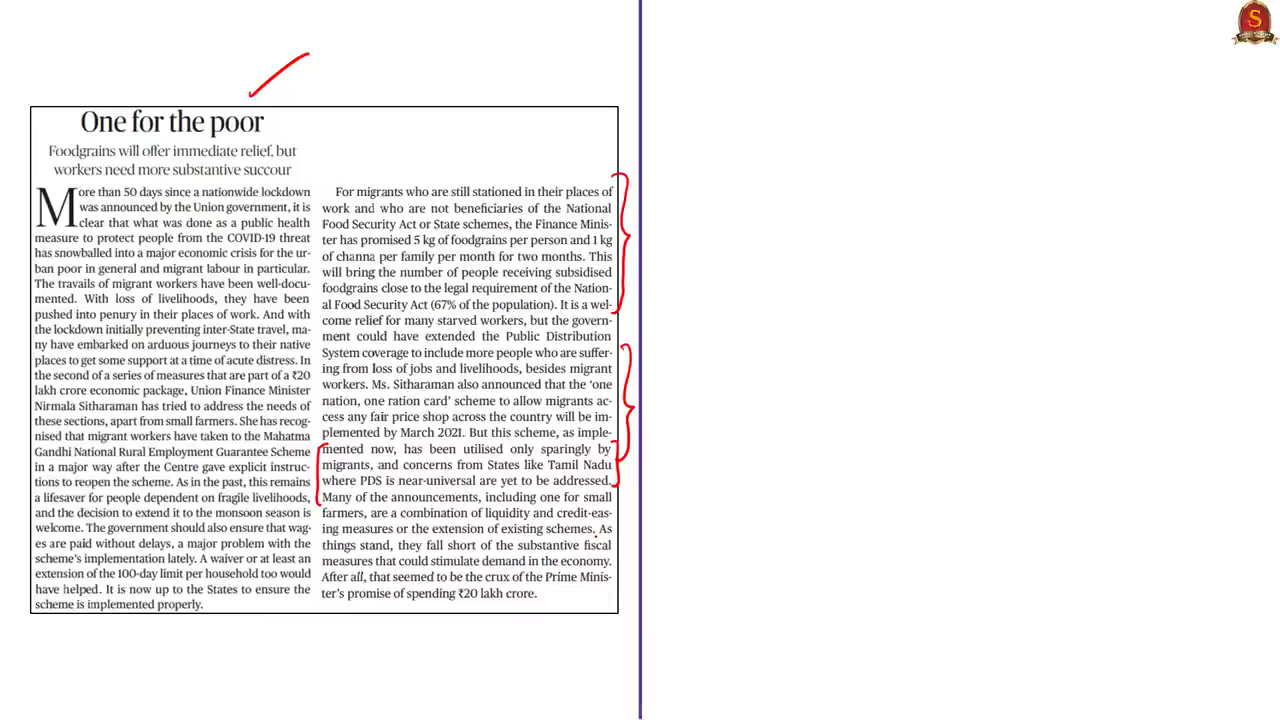 One for the poor
Foodgrains will offer immediate relief, but
workers need more substantive succour
More than 50 days since a nationwide lockdown
was announced by the Union government, it is
clear that what was done as a public health
measure to protect people from the COVID-19 threat
has snowballed into a major economic crisis for the ur-
ban poor in general and migrant labour in particular.
The travails of migrant workers have been well-docu-
mented. With loss of livelihoods, they have been
pushed into penury in their places of work. And with
the lockdown initially preventing inter-State travel, ma-
ny have embarked on arduous journeys to their native
places to get some support at a time of acute distress. In
the second of a series of measures that are part of a ₹20
lakh crore economic package, Union Finance Minister
Nirmala Sitharaman has tried to address the needs of
these sections, apart from small farmers. She has recog-
nised that migrant workers have taken to the Mahatma
Gandhi National Rural Employment Guarantee Scheme
in a major way after the Centre gave explicit instruc-
tions to reopen the scheme. As in the past, this remains
a lifesaver for people dependent on fragile livelihoods,
and the decision to extend it to the monsoon season is
welcome. The government should also ensure that wag-
es are paid without delays, a major problem with the
scheme's implementation lately. A waiver or at least an
extension of the 100-day limit per household too would
have helped. It is now up to the States to ensure the
scheme is implemented properly.
For migrants who are still stationed in their places of
work and who are not beneficiaries of the National
Food Security Act or State schemes, the Finance Minis-
ter has promised 5 kg of foodgrains per person and 1 kg
of channa per family per month for two months. This
will bring the number of people receiving subsidised
foodgrains close to the legal requirement of the Nation-
al Food Security Act (67% of the population). It is a wel-
come relief for many starved workers, but the govern-
ment could have extended the Public Distribution
System coverage to include more people who are suffer-
ing from loss of jobs and livelihoods, besides migrant
workers. Ms. Sitharaman also announced that the 'one
nation, one ration card' scheme to allow migrants ac-
cess any fair price shop across the country will be im-
plemented by March 2021. But this scheme, as imple-
mented now, has been utilised only sparingly by
migrants, and concerns from States like Tamil Nadu
where PDS is near-universal are yet to be addressed.
Many of the announcements, including one for small
farmers, are a combination of liquidity and credit-eas-
ing measures or the extension of existing schemes. As
things stand, they fall short of the substantive fiscal
measures that could stimulate demand in the economy.
After all, that seemed to be the crux of the Prime Minis-
ter's promise of spending ₹20 lakh crore.
S